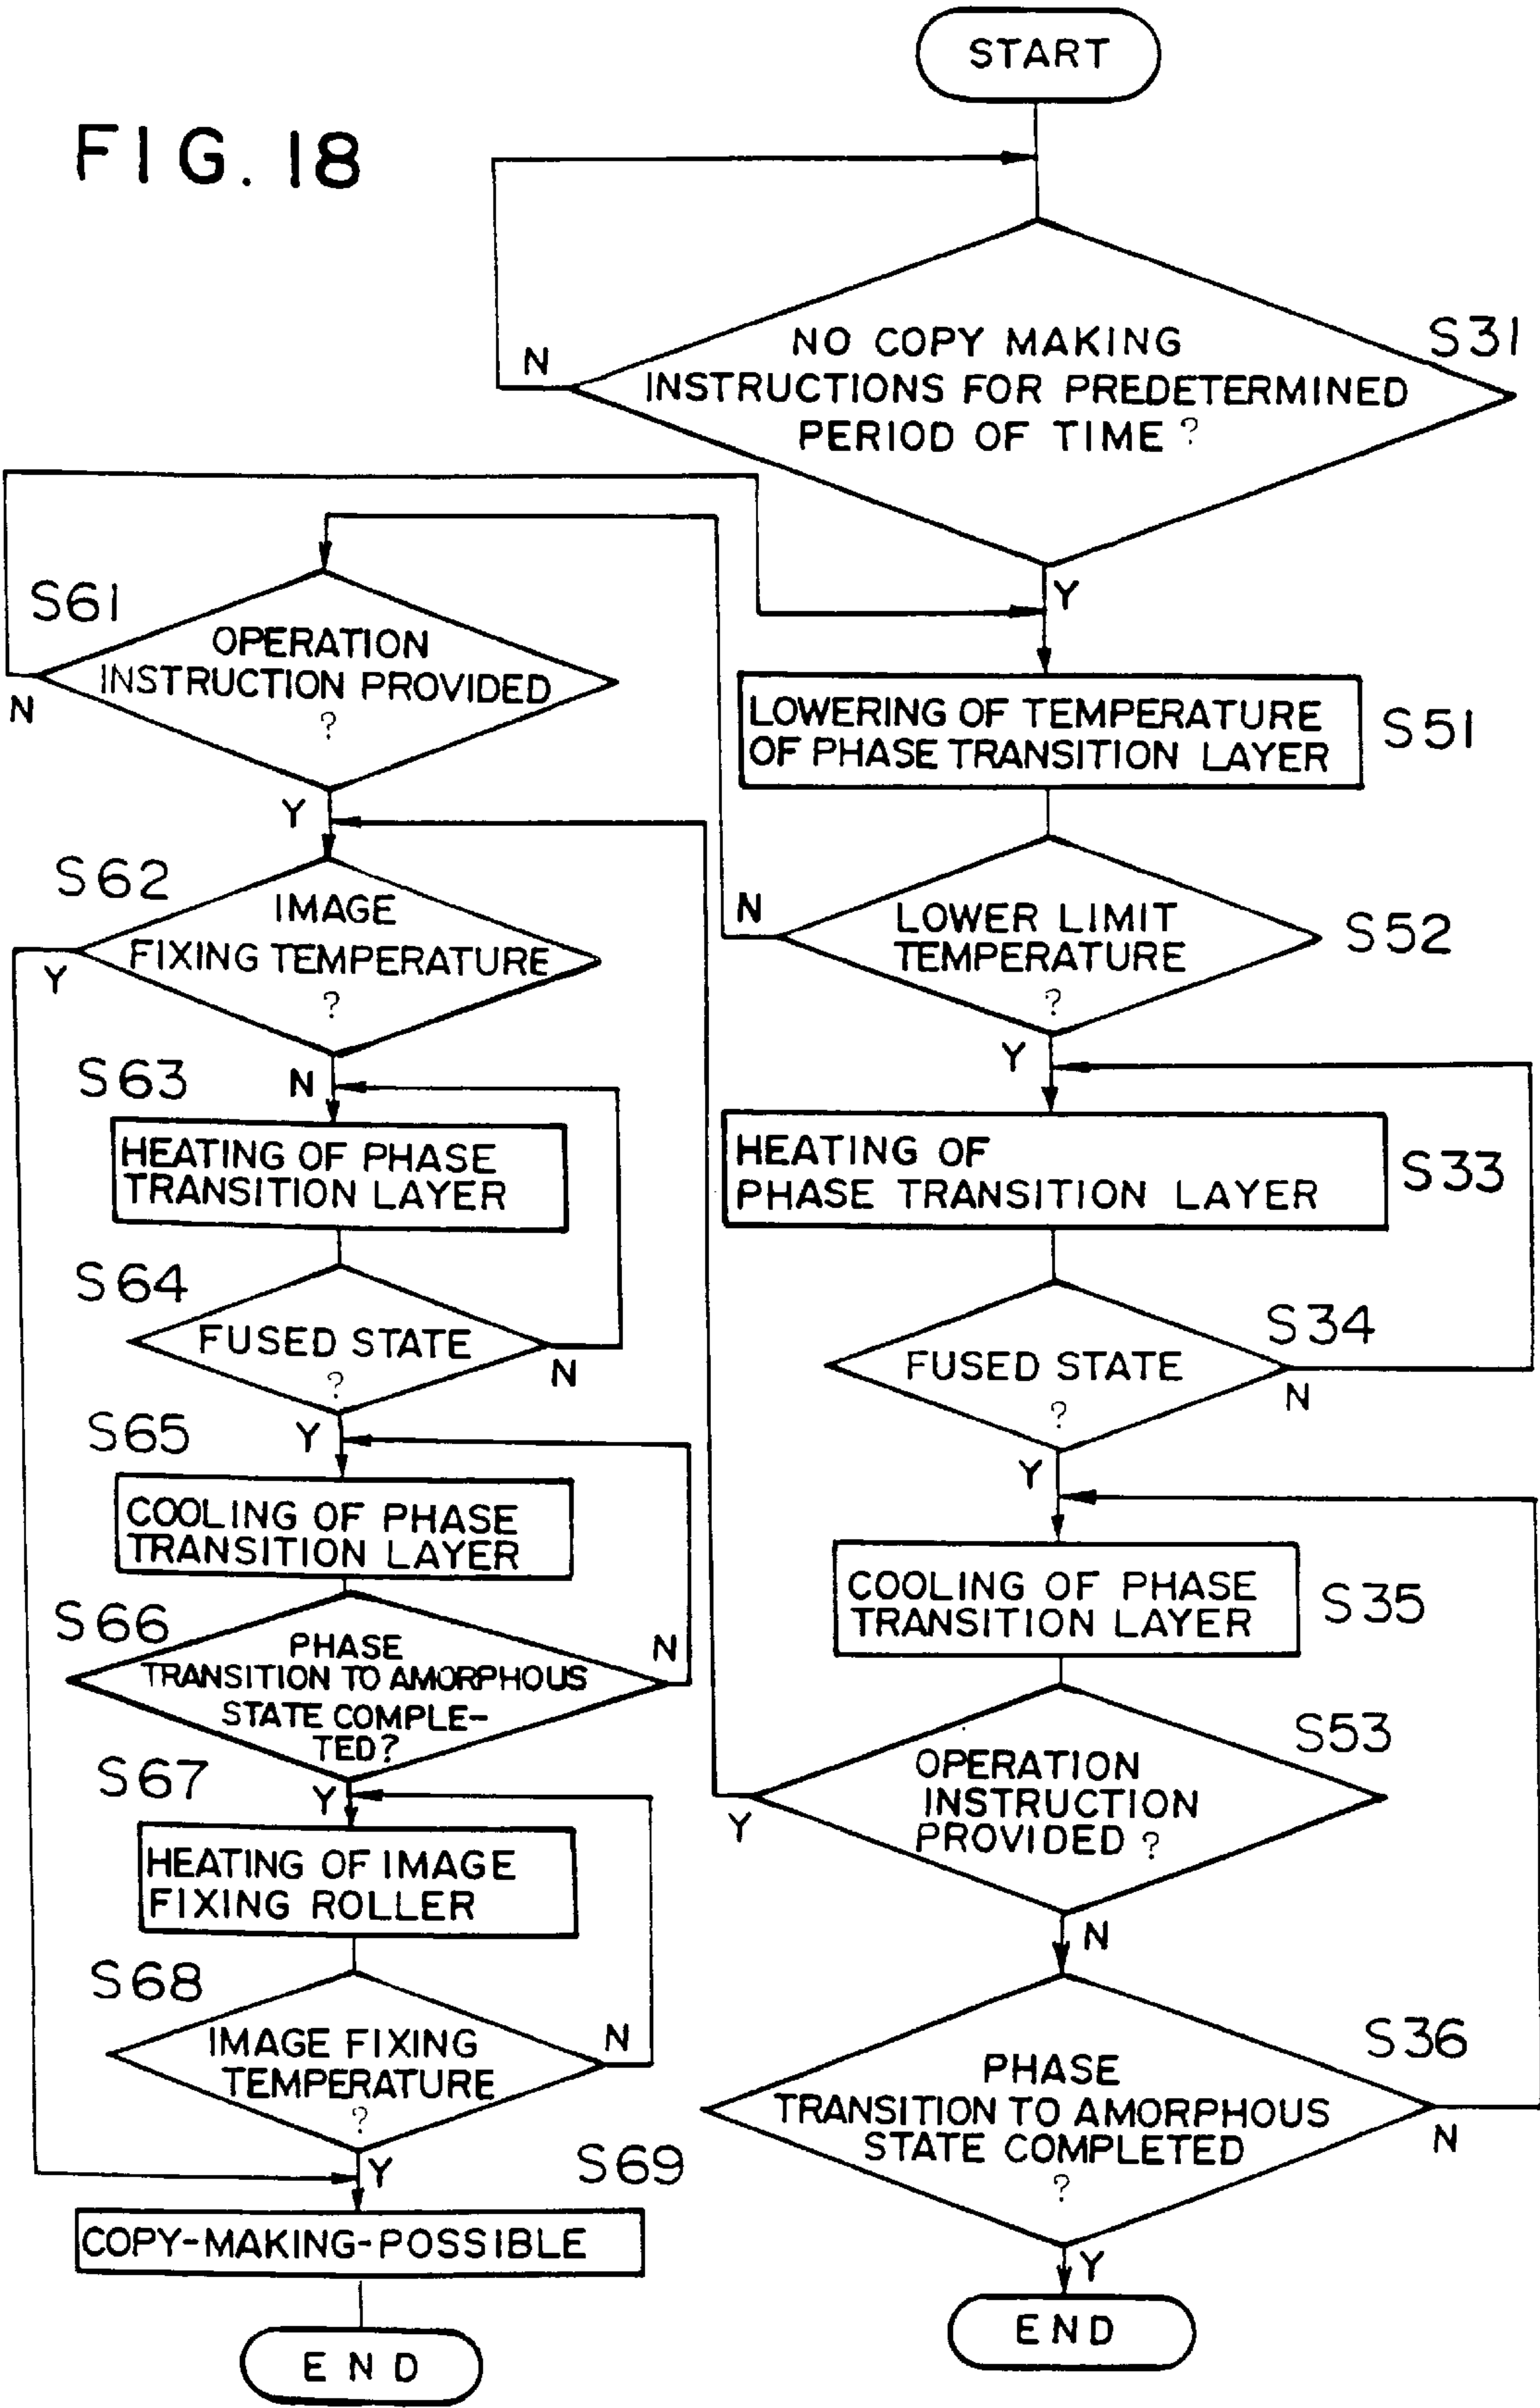 FIG. 18
START
NO COPY MAKING
INSTRUCTIONS FOR PREDETERMINED
PERIOD OF TIME ?
S31
N
Y
LOWERING OF TEMPERATURE
OF PHASE TRANSITION LAYER
S51
LOWER LIMIT
TEMPERATURE
?
S52
N
Y
HEATING OF
PHASE TRANSITION LAYER
S33
FUSED STATE
?
S34
N
Y
COOLING OF PHASE
TRANSITION LAYER
S35
OPERATION
INSTRUCTION
PROVIDED ?
S53
Y
N
PHASE
TRANSITION TO AMORPHOUS
STATE COMPLETED
?
S36
N
Y
END
S61
OPERATION
INSTRUCTION PROVIDED
?
N
Y
S62
IMAGE
FIXING TEMPERATURE
?
Y
N
S63
HEATING OF PHASE
TRANSITION LAYER
S64
FUSED STATE
?
N
Y
S65
COOLING OF PHASE
TRANSITION LAYER
S66
PHASE
TRANSITION TO AMORPHOUS
STATE COMPLE-
TED?
N
Y
S67
HEATING OF IMAGE
FIXING ROLLER
S68
IMAGE FIXING
TEMPERATURE
?
N
Y
S69
COPY-MAKING-POSSIBLE
END